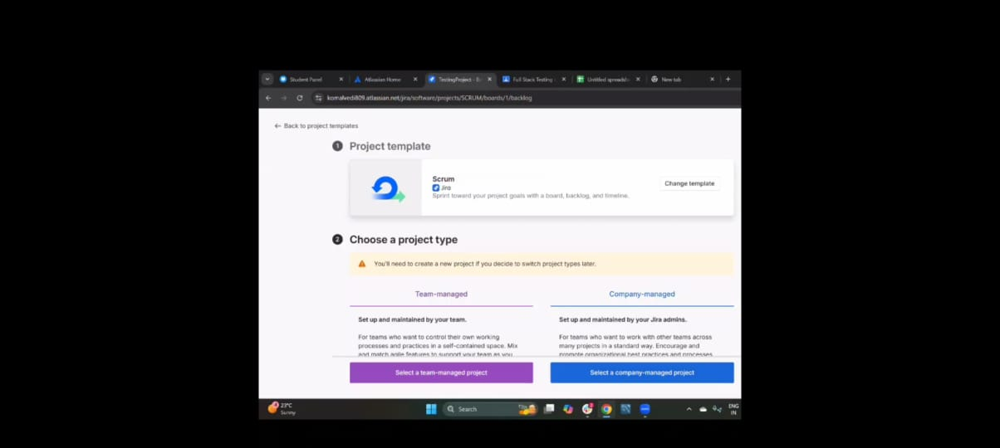 Student Panel
Atlassian Home
TestingProject - Ba
Full Stack Testing
Untitled spreadsh
New tab
komalvedi809.atlassian.net/jira/software/projects/SCRUM/boards/1/backlog
Back to project templates
1 Project template
Scrum
Jira
Sprint toward your project goals with a board, backlog, and timeline.
Change template
2 Choose a project type
You'll need to create a new project if you decide to switch project types later.
Team-managed
Company-managed
Set up and maintained by your team.
Set up and maintained by your Jira admins.
For teams who want to control their own working
processes and practices in a self-contained space. Mix
and match agile features to support your team as you
For teams who want to work with other teams across
many projects in a standard way. Encourage and
promote organizational best practices and processes
Select a team-managed project
Select a company-managed project
23°C
Sunny
Search
ENG
IN